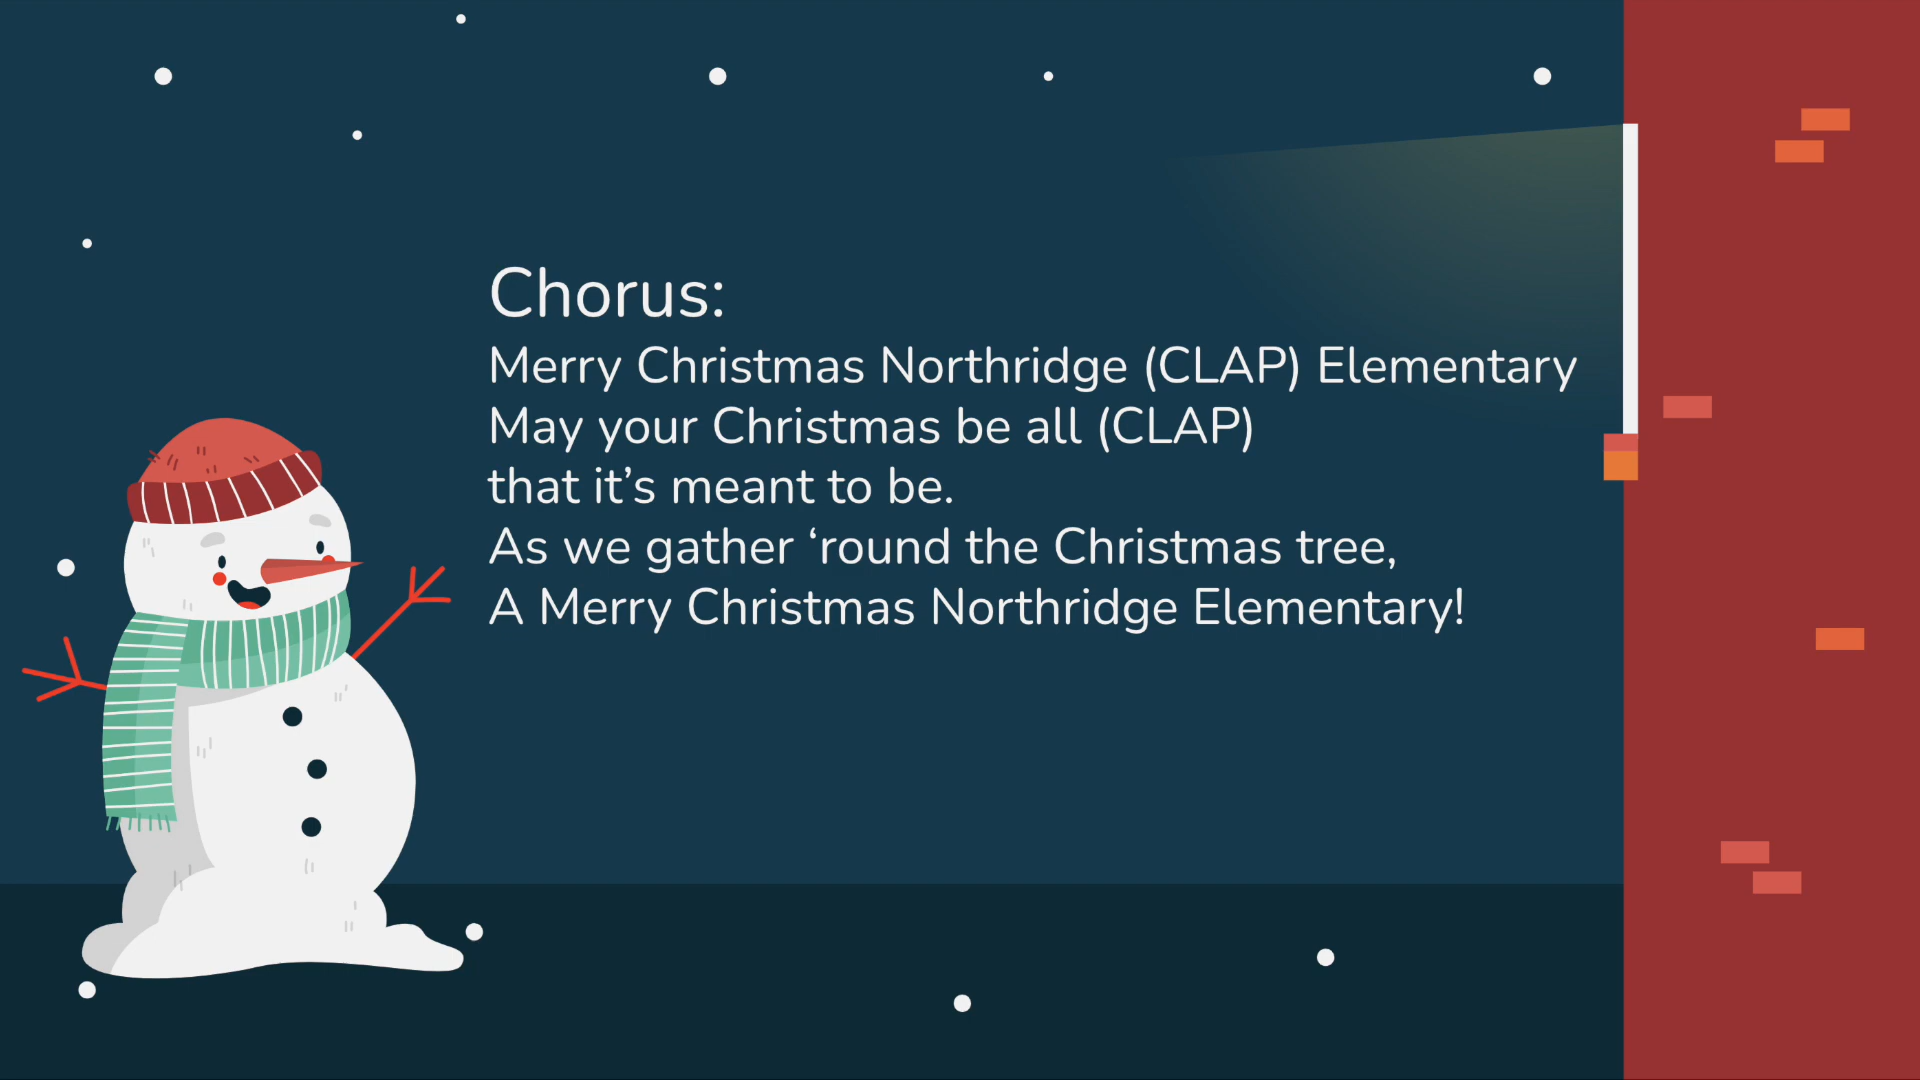 Chorus:
Merry Christmas Northridge (CLAP) Elementary
May your Christmas be all (CLAP)
that it’s meant to be.
As we gather ‘round the Christmas tree,
A Merry Christmas Northridge Elementary!